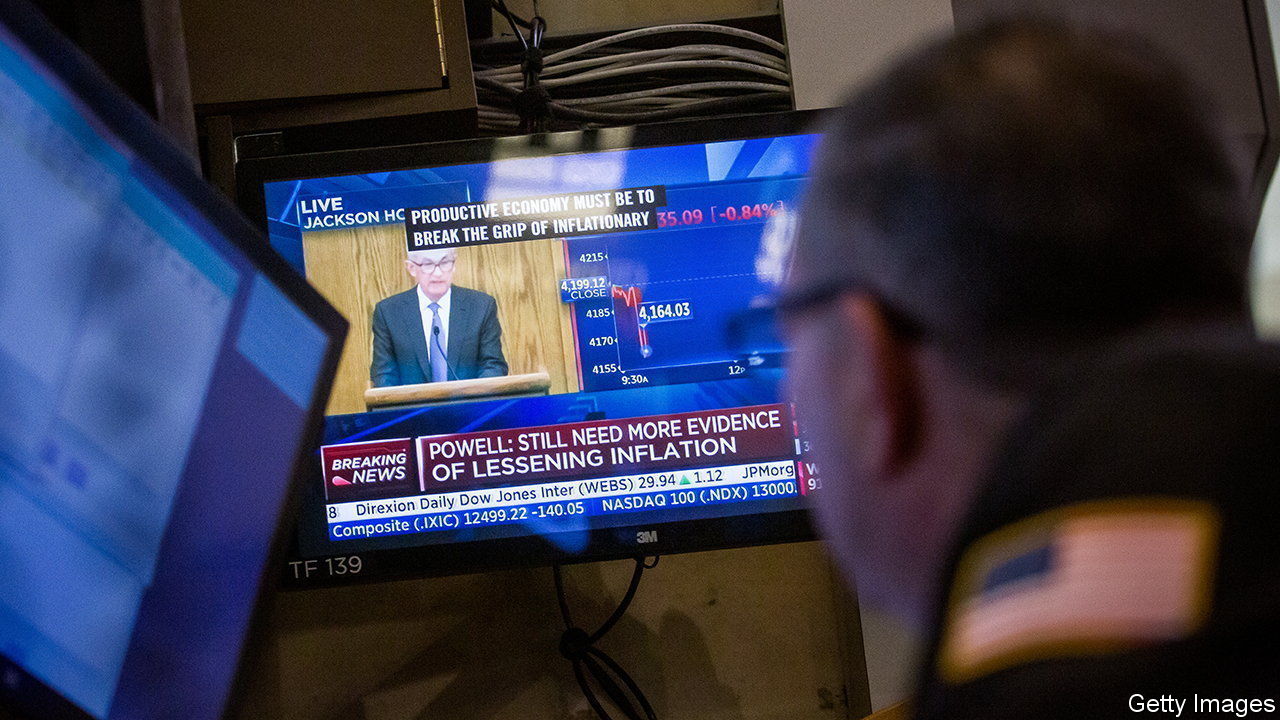 LIVE
JACKSON HO
PRODUCTIVE ECONOMY MUST BE TO
BREAK THE GRIP OF INFLATIONARY
35.09 [-0.84%]
4215
4,199.12
CLOSE
4185
4,164.03
4170
4155
9:30A
12P
BREAKING
NEWS
POWELL: STILL NEED MORE EVIDENCE
OF LESSENING INFLATION
8 Direxion Daily Dow Jones Inter (WEBS) 29.94 ▲ 1.12 JPMorg
Composite (.IXIC) 12499.22 -140.05 NASDAQ 100 (.NDX) 13000.
3M
TF 139
Getty Images